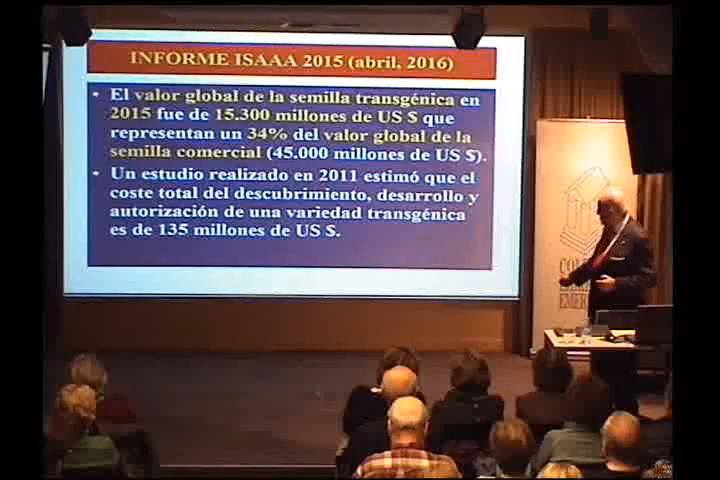 INFORME ISAAA 2015 (abril, 2016)
• El valor global de la semilla transgénica en
2015 fue de 15.300 millones de US $ que
representan un 34% del valor global de la
semilla comercial (45.000 millones de US $).
• Un estudio realizado en 2011 estimó que el
coste total del descubrimiento, desarrollo y
autorización de una variedad transgénica
es de 135 millones de US $.